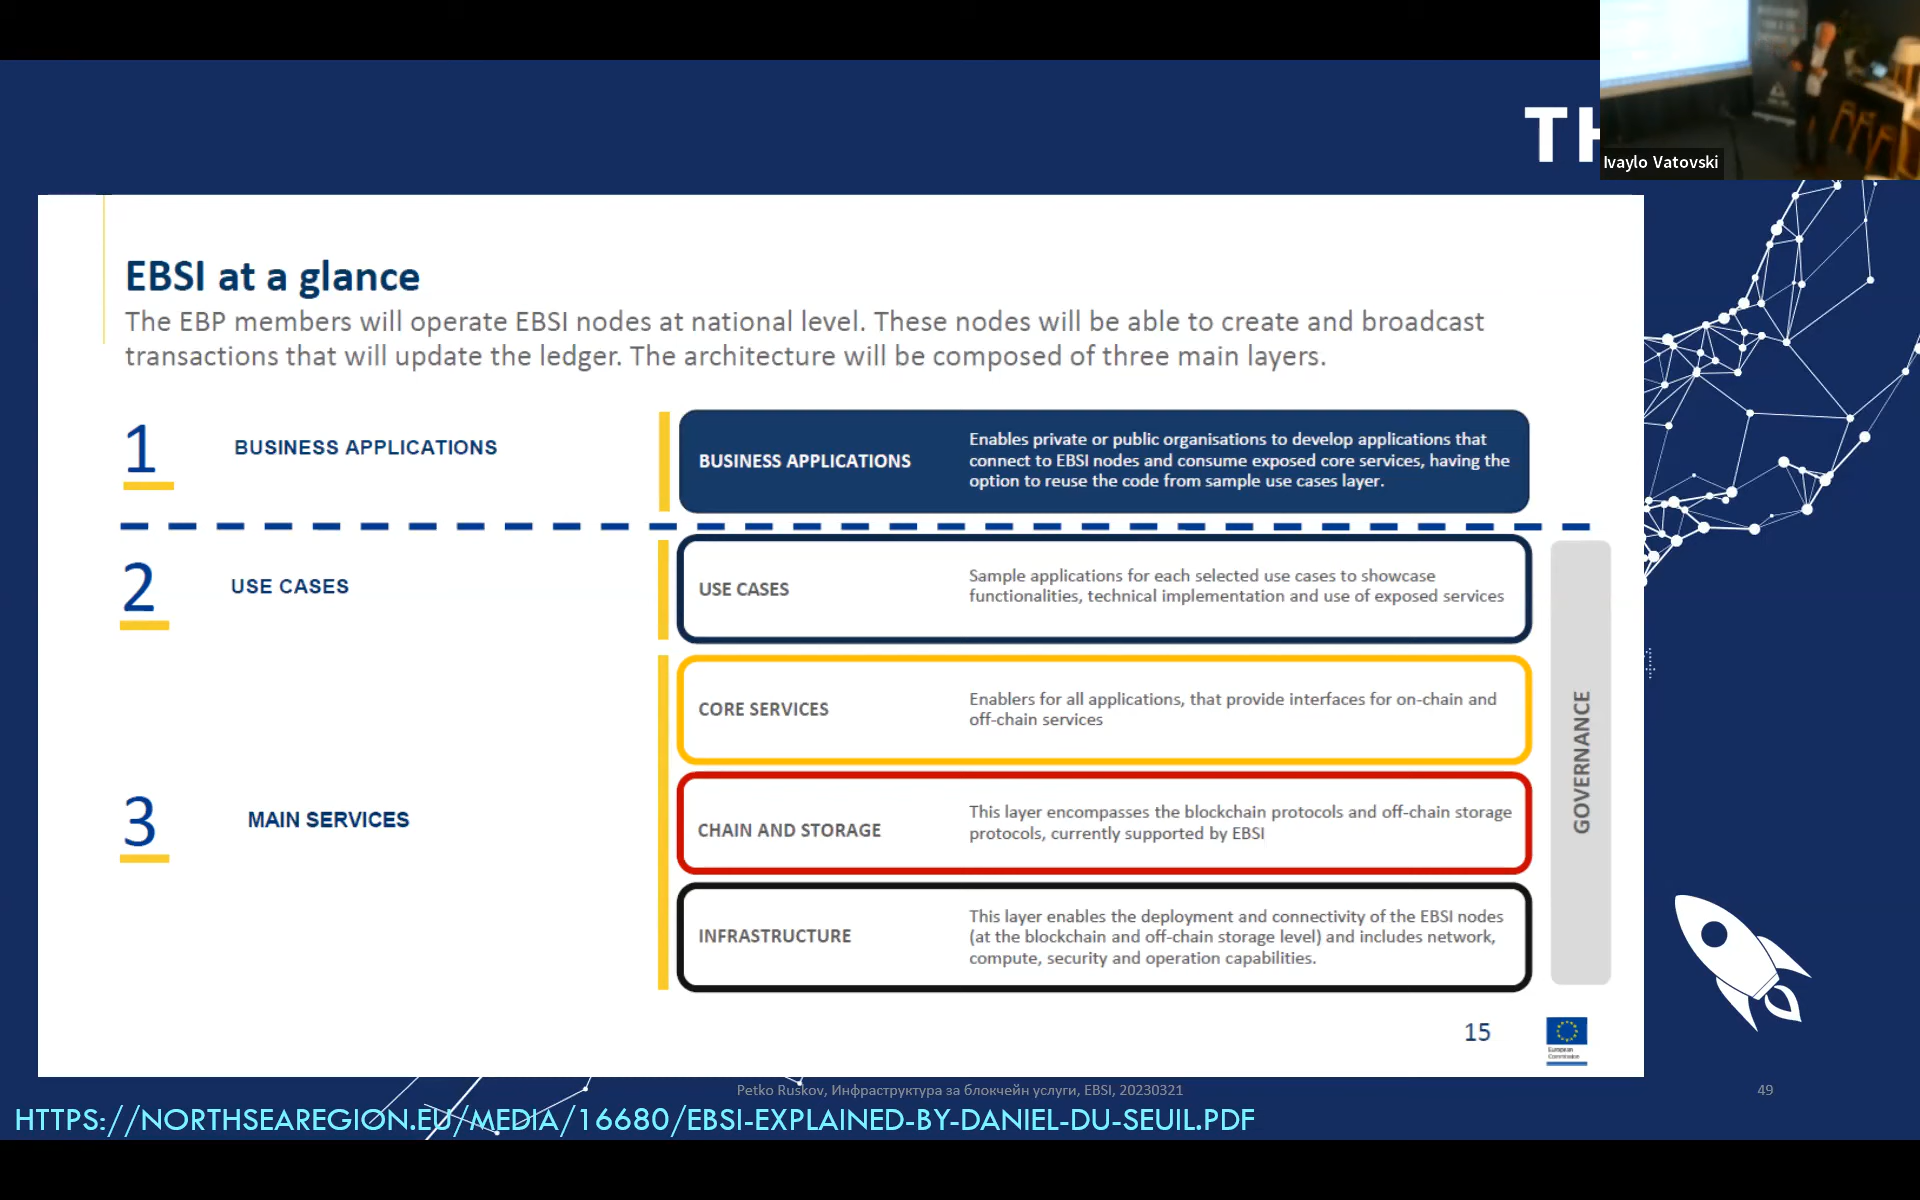 TH
Ivaylo Vatovski
EBSI at a glance
The EBP members will operate EBSI nodes at national level. These nodes will be able to create and broadcast
transactions that will update the ledger. The architecture will be composed of three main layers.
1
BUSINESS APPLICATIONS
BUSINESS APPLICATIONS
Enables private or public organisations to develop applications that
connect to EBSI nodes and consume exposed core services, having the
option to reuse the code from sample use cases layer.
2
USE CASES
USE CASES
Sample applications for each selected use cases to showcase
functionalities, technical implementation and use of exposed services
CORE SERVICES
Enablers for all applications, that provide interfaces for on-chain and
off-chain services
3
MAIN SERVICES
CHAIN AND STORAGE
This layer encompasses the blockchain protocols and off-chain storage
protocols, currently supported by EBSI
INFRASTRUCTURE
This layer enables the deployment and connectivity of the EBSI nodes
(at the blockchain and off-chain storage level) and includes network,
compute, security and operation capabilities.
GOVERNANCE
15
European
Commission
Petko Ruskov, Инфраструктура за блокчейн услуги, EBSI, 20230321
49
HTTPS://NORTHSEAREGION.EU/MEDIA/16680/EBSI-EXPLAINED-BY-DANIEL-DU-SEUIL.PDF